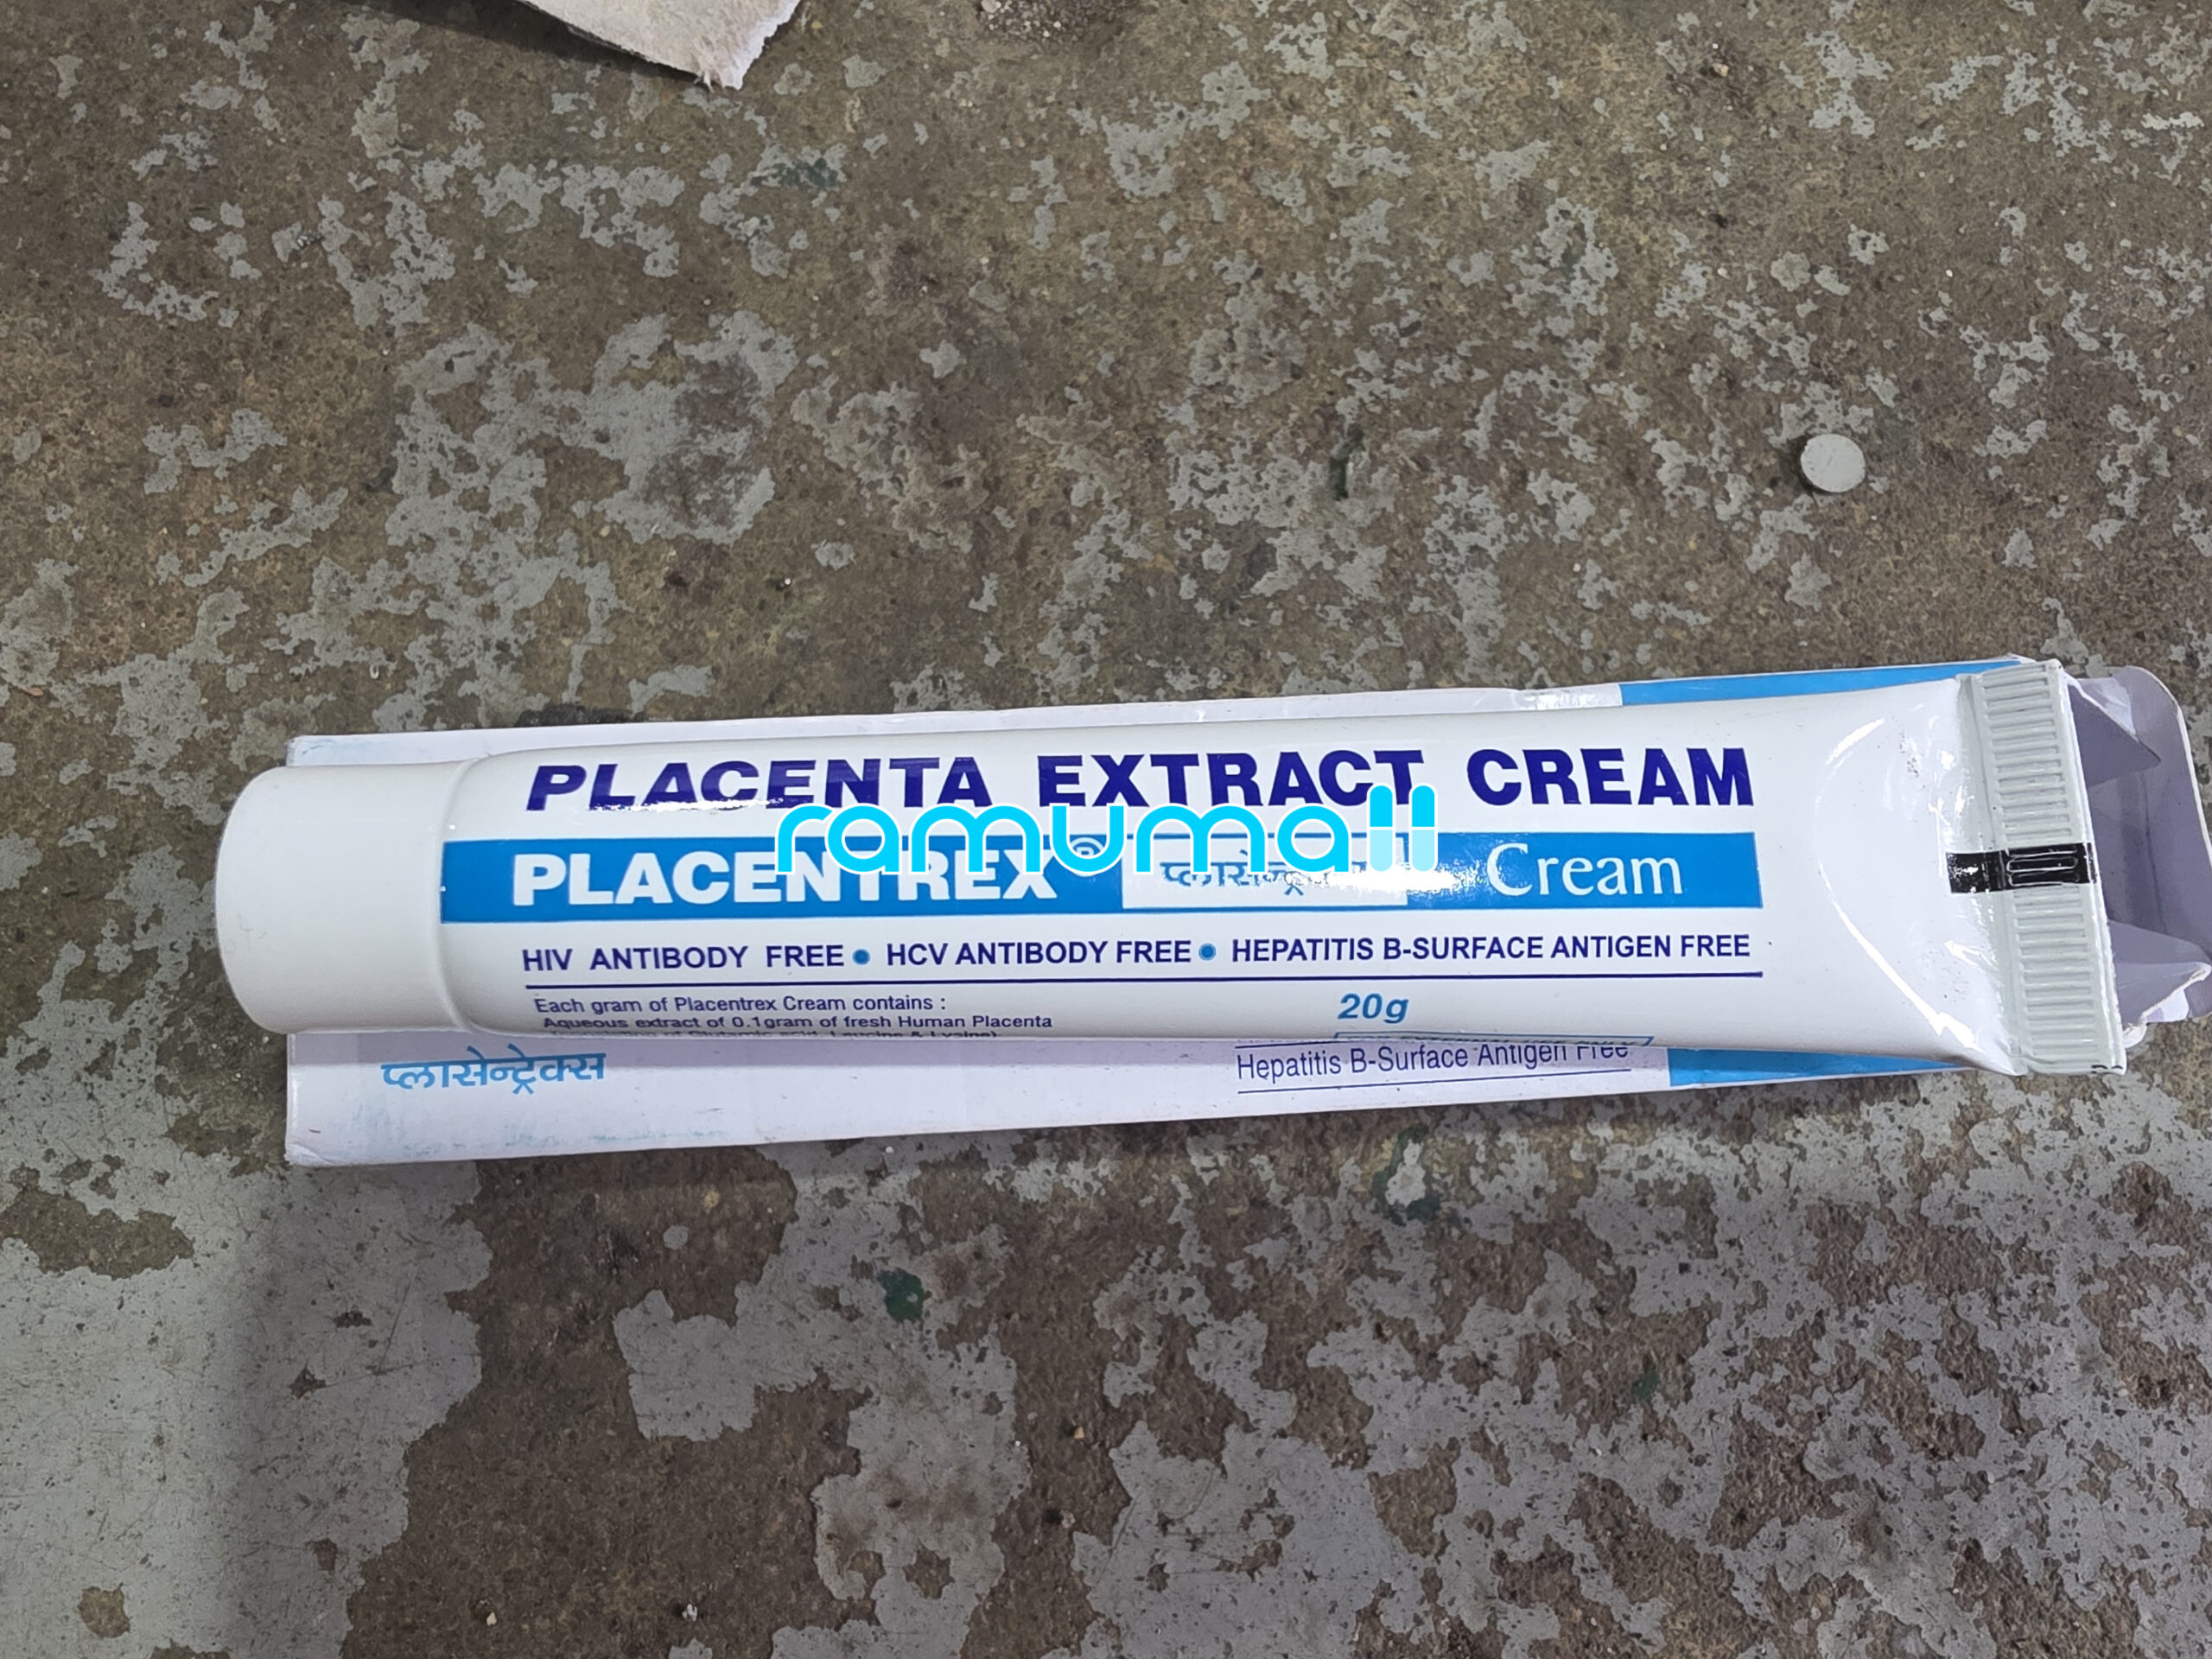 PLACENTA EXTRACT CREAM
ramumall
PLACENTREX® प्लासेन्ट्रेक्स Cream
HIV ANTIBODY FREE • HCV ANTIBODY FREE • HEPATITIS B-SURFACE ANTIGEN FREE
Each gram of Placentrex Cream contains :
Aqueous extract of 0.1gram of fresh Human Placenta
20g
प्लासेन्ट्रेक्स
Hepatitis B-Surface Antigen Free